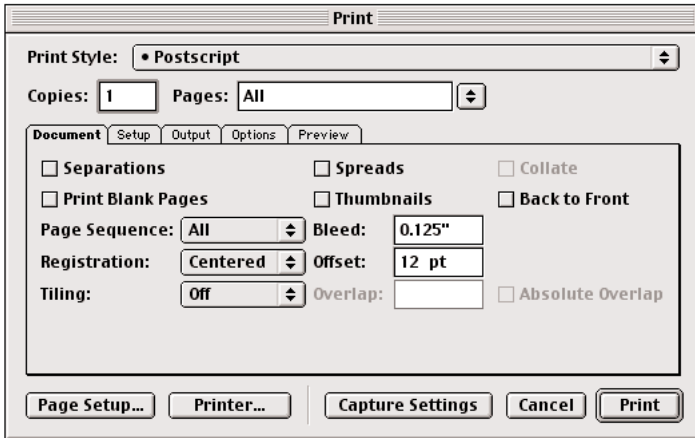 Print
Print Style: • Postscript
Copies: 1 Pages: All
Document Setup Output Options Preview
Separations Spreads Collate
Print Blank Pages Thumbnails Back to Front
Page Sequence: All Bleed: 0.125"
Registration: Centered Offset: 12 pt
Tiling: Off Overlap: Absolute Overlap
Page Setup... Printer... Capture Settings Cancel Print